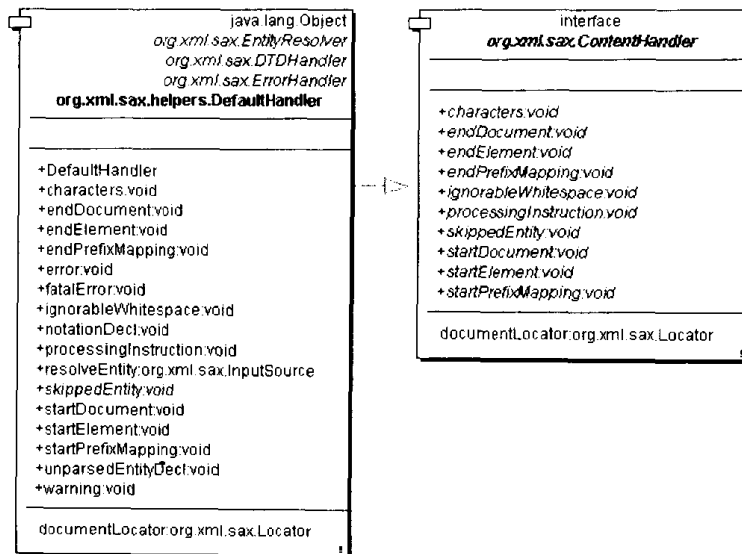 java.lang.Object
org.xml.sax.EntityResolver
org.xml.sax.DTDHandler
org.xml.sax.ErrorHandler
org.xml.sax.helpers.DefaultHandler
+DefaultHandler
+characters:void
+endDocument:void
+endElement:void
+endPrefixMapping:void
+error:void
+fatalError:void
+ignorableWhitespace:void
+notationDecl:void
+processingInstruction:void
+resolveEntity:org.xml.sax.InputSource
+skippedEntity:void
+startDocument:void
+startElement:void
+startPrefixMapping:void
+unparsedEntityDecl:void
+warning:void
documentLocator:org.xml.sax.Locator
interface
org.xml.sax.ContentHandler
+characters:void
+endDocument:void
+endElement:void
+endPrefixMapping:void
+ignorableWhitespace:void
+processingInstruction:void
+skippedEntity:void
+startDocument:void
+startElement:void
+startPrefixMapping:void
documentLocator:org.xml.sax.Locator